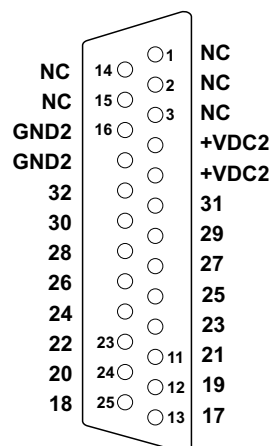 1 NC
NC 14
2 NC
NC 15
3 NC
GND2 16
+VDC2
GND2
+VDC2
32
31
30
29
28
27
26
25
24
23
22 23
11 21
20 24
12 19
18 25
13 17